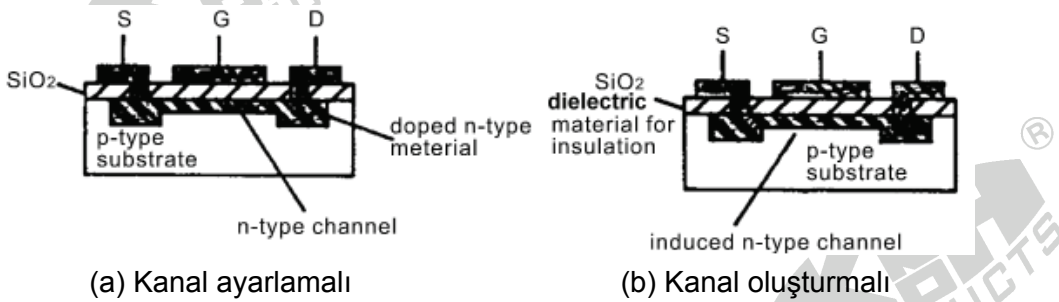 S G D
SiO2
p-type
substrate
doped n-type
meterial
n-type channel
(a) Kanal ayarlamalı
S G D
SiO2
dielectric
material for
insulation
p-type
substrate
induced n-type channel
(b) Kanal oluşturmalı
®